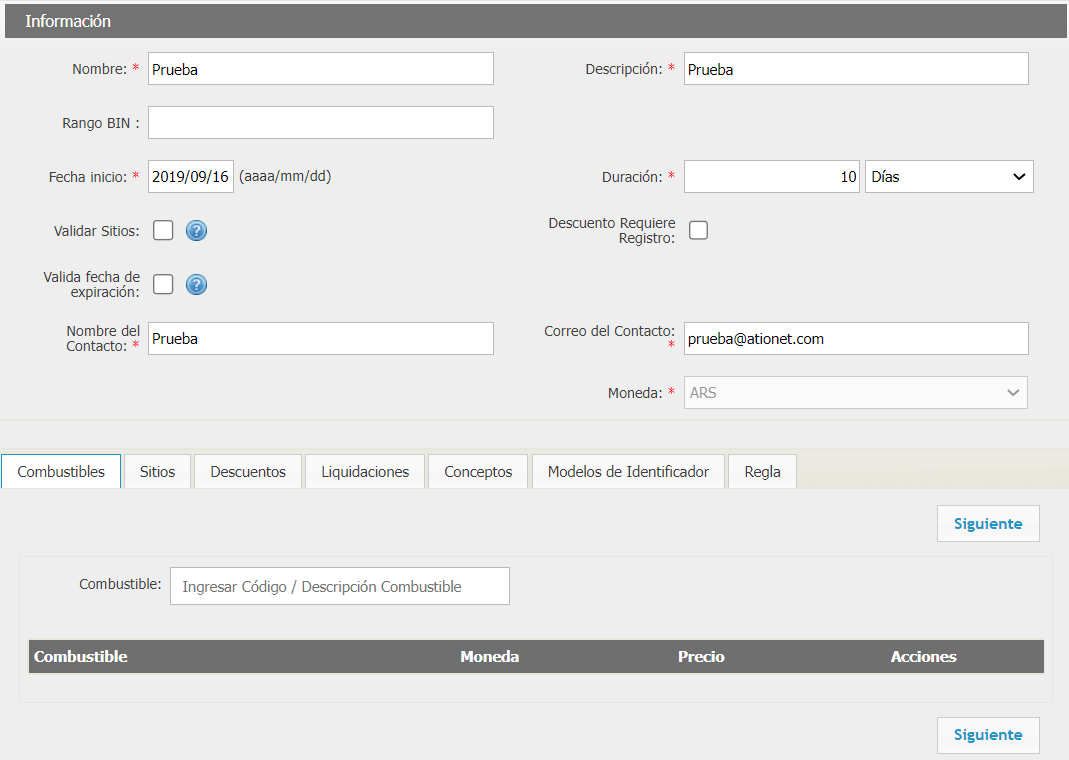 Información
Nombre: * Prueba Descripción: * Prueba
Rango BIN :
Fecha inicio: * 2019/09/16 (aaaa/mm/dd) Duración: * 10 Días
Validar Sitios: ? Descuento Requiere
Registro:
Valida fecha de
expiración: ?
Nombre del
Contacto: * Prueba Correo del Contacto:
* prueba@ationet.com
Moneda: * ARS
Combustibles Sitios Descuentos Liquidaciones Conceptos Modelos de Identificador Regla
Siguiente
Combustible: Ingresar Código / Descripción Combustible
Combustible Moneda Precio Acciones
Siguiente